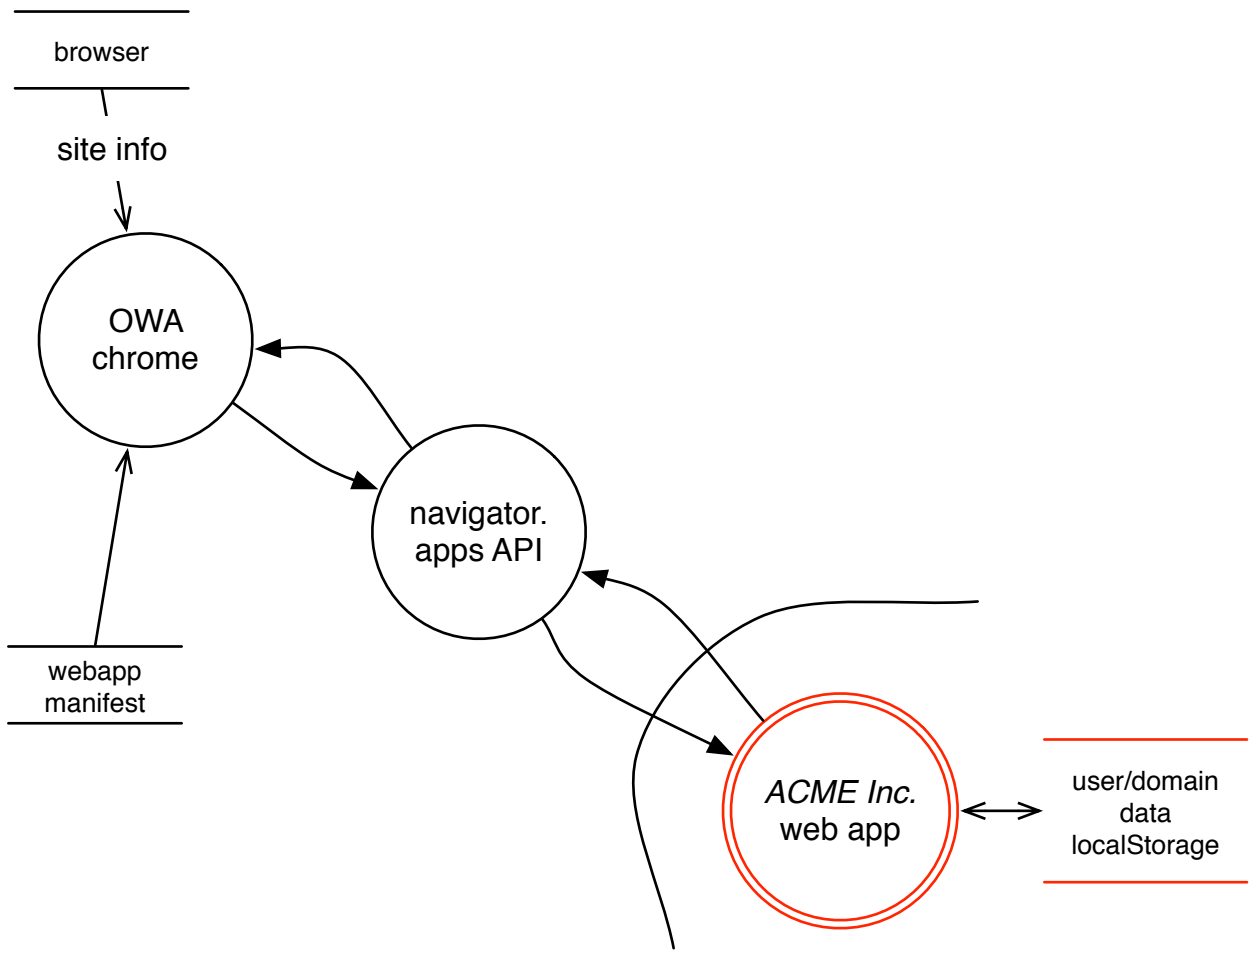 browser
site info
OWA
chrome
navigator.
apps API
webapp
manifest
ACME Inc.
web app
user/domain
data
localStorage